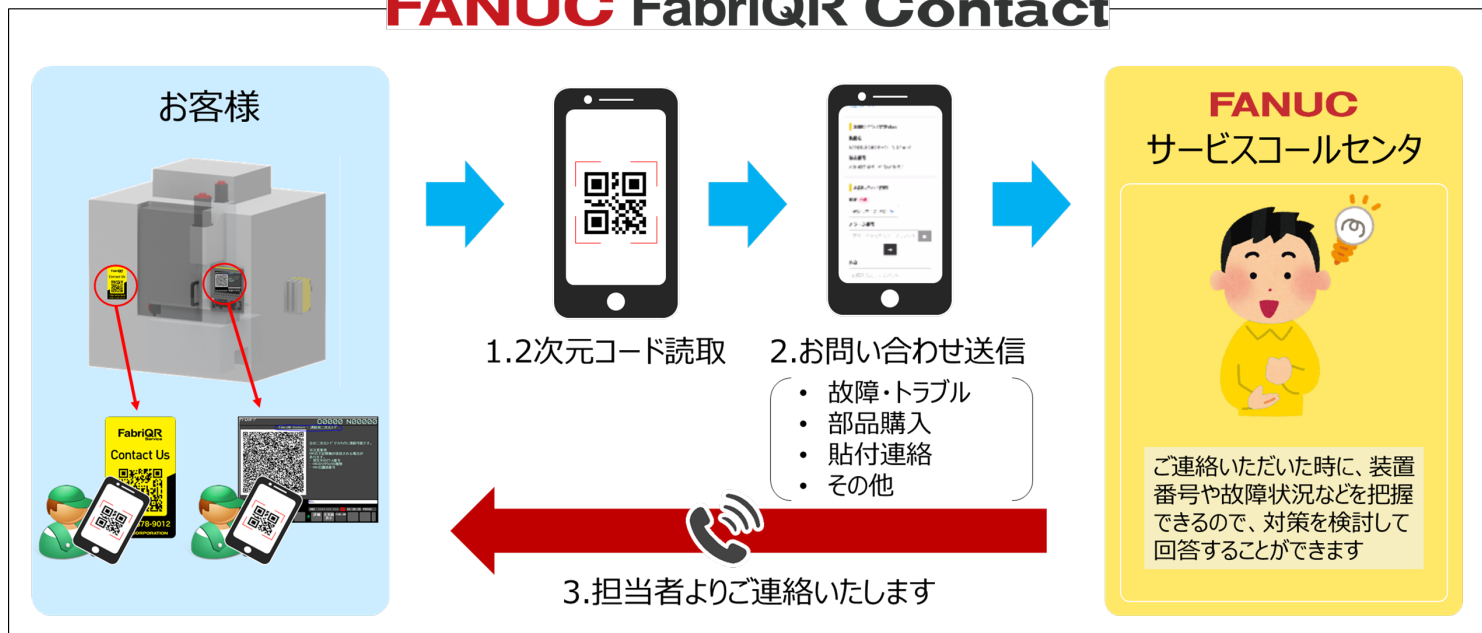 FANUC FabriQR Contact
お客様
FabriQR
Service
Contact Us
78-9012
ORPORATION
O0000 N00000
1.2次元コード読取
2.お問い合わせ送信
• 故障・トラブル
• 部品購入
• 貼付連絡
• その他
3.担当者よりご連絡いたします
FANUC
サービスコールセンタ
ご連絡いただいた時に、装置
番号や故障状況などを把握
できるので、対策を検討して
回答することができます